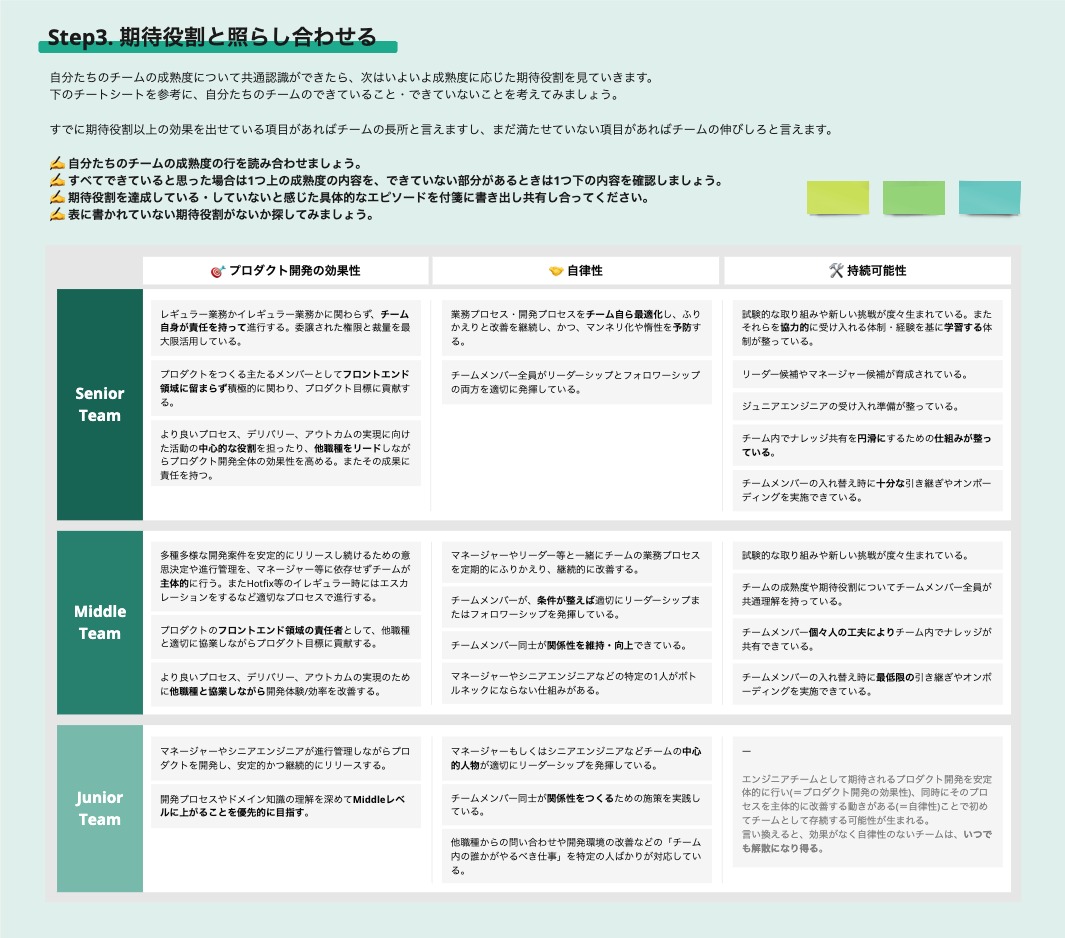 Step3. 期待役割と照らし合わせる
自分たちのチームの成熟度について共通認識ができたら、次はいよいよ成熟度に応じた期待役割を見ていきます。
下のチートシートを参考に、自分たちのチームのできていること・できていないことを考えてみましょう。
すでに期待役割以上の効果を出せている項目があればチームの長所と言えますし、まだ満たせていない項目があればチームの伸びしろと言えます。
✍️ 自分たちのチームの成熟度の行を読み合わせましょう。
✍️ すべてできていると思った場合は1つ上の成熟度の内容を、できていない部分があるときは1つ下の内容を確認しましょう。
✍️ 期待役割を達成している・していないと感じた具体的なエピソードを付箋に書き出し共有し合ってください。
✍️ 表に書かれていない期待役割がないか探してみましょう。
🎯 プロダクト開発の効果性
🤝 自律性
🛠 持続可能性
Senior
Team
レギュラー業務かイレギュラー業務かに関わらず、チーム
自身が責任を持って進行する。委譲された権限と裁量を最
大限活用している。
プロダクトをつくる主たるメンバーとしてフロントエンド
領域に留まらず積極的に関わり、プロダクト目標に貢献す
る。
より良いプロセス、デリバリー、アウトカムの実現に向け
た活動の中心的な役割を担ったり、他職種をリードしなが
らプロダクト開発全体の効果性を高める。またその成果に
責任を持つ。
業務プロセス・開発プロセスをチーム自ら最適化し、ふり
かえりと改善を継続し、かつ、マンネリ化や惰性を予防す
る。
チームメンバー全員がリーダーシップとフォロワーシップ
の両方を適切に発揮している。
試験的な取り組みや新しい挑戦が度々生まれている。また
それらを協力的に受け入れる体制・経験を基に学習する体
制が整っている。
リーダー候補やマネージャー候補が育成されている。
ジュニアエンジニアの受け入れ準備が整っている。
チーム内でナレッジ共有を円滑にするための仕組みが整っ
ている。
チームメンバーの入れ替え時に十分な引き継ぎやオンボー
ディングを実施できている。
Middle
Team
多種多様な開発案件を安定的にリリースし続けるための意
思決定や進行管理を、マネージャー等に依存せずチームが
主体的に行う。またHotfix等のイレギュラー時にはエスカ
レーションをするなど適切なプロセスで進行する。
プロダクトのフロントエンド領域の責任者として、他職種
と適切に協業しながらプロダクト目標に貢献する。
より良いプロセス、デリバリー、アウトカムの実現のため
に他職種と協業しながら開発体験/効率を改善する。
マネージャーやリーダー等と一緒にチームの業務プロセス
を定期的にふりかえり、継続的に改善する。
チームメンバーが、条件が整えば適切にリーダーシップま
たはフォロワーシップを発揮している。
チームメンバー同士が関係性を維持・向上できている。
マネージャーやシニアエンジニアなどの特定の1人がボト
ルネックにならない仕組みがある。
試験的な取り組みや新しい挑戦が度々生まれている。
チームの成熟度や期待役割についてチームメンバー全員が
共通理解を持っている。
チームメンバー個々人の工夫によりチーム内でナレッジが
共有できている。
チームメンバーの入れ替え時に最低限の引き継ぎやオンボ
ーディングを実施できている。
Junior
Team
マネージャーやシニアエンジニアが進行管理しながらプロ
ダクトを開発し、安定的かつ継続的にリリースする。
開発プロセスやドメイン知識の理解を深めてMiddleレベ
ルに上がることを優先的に目指す。
マネージャーもしくはシニアエンジニアなどチームの中心
的人物が適切にリーダーシップを発揮している。
チームメンバー同士が関係性をつくるための施策を実践し
ている。
他職種からの問い合わせや開発環境の改善などの「チーム
内の誰かがやるべき仕事」を特定の人ばかりが対応してい
る。
ー
エンジニアチームとして期待されるプロダクト開発を安定
体的に行い(＝プロダクト開発の効果性)、同時にそのプロ
セスを主体的に改善する動きがある(＝自律性)ことで初め
てチームとして存続する可能性が生まれる。
言い換えると、効果がなく自律性のないチームは、いつで
も解散になり得る。